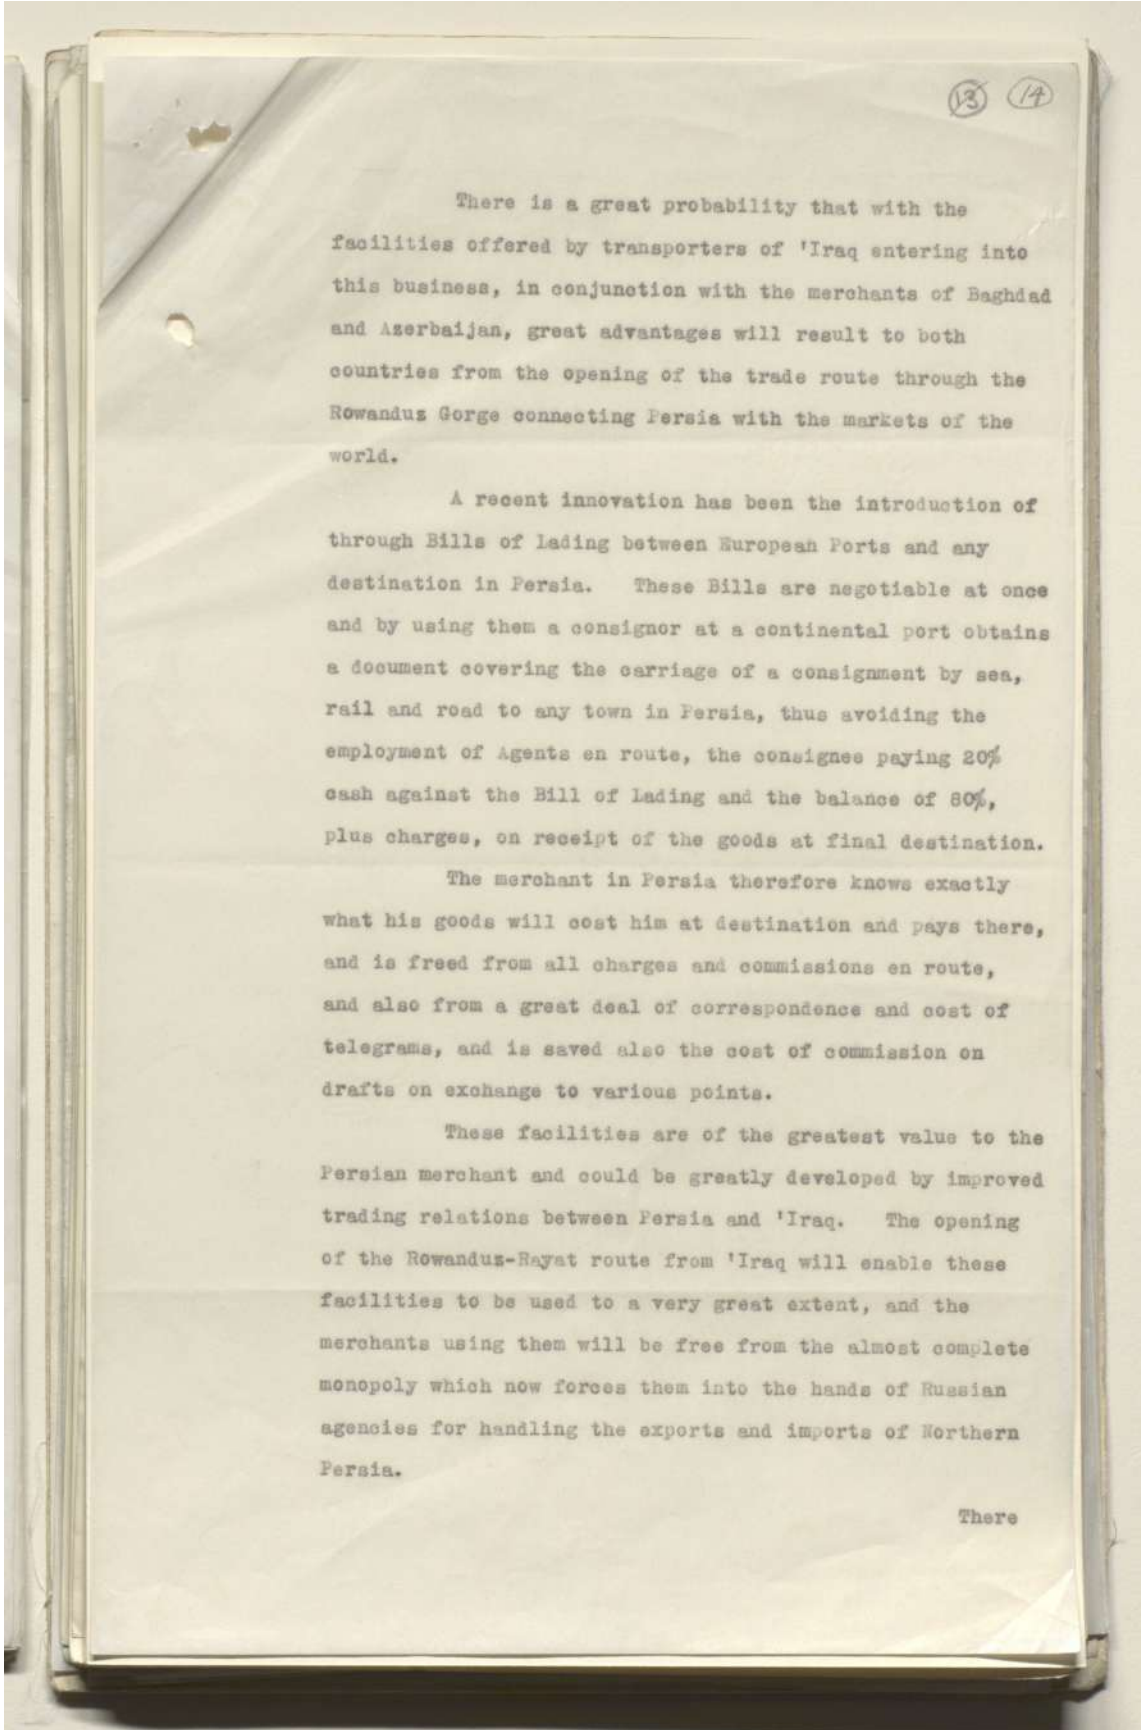 13 14
There is a great probability that with the
facilities offered by transporters of 'Iraq entering into
this business, in conjunction with the merchants of Baghdad
and Azerbaijan, great advantages will result to both
countries from the opening of the trade route through the
Rowanduz Gorge connecting Persia with the markets of the
world.
A recent innovation has been the introduction of
through Bills of Lading between European Ports and any
destination in Persia. These Bills are negotiable at once
and by using them a consignor at a continental port obtains
a document covering the carriage of a consignment by sea,
rail and road to any town in Persia, thus avoiding the
employment of Agents en route, the consignee paying 20%
cash against the Bill of Lading and the balance of 80%,
plus charges, on receipt of the goods at final destination.
The merchant in Persia therefore knows exactly
what his goods will cost him at destination and pays there,
and is freed from all charges and commissions en route,
and also from a great deal of correspondence and cost of
telegrams, and is saved also the cost of commission on
drafts on exchange to various points.
These facilities are of the greatest value to the
Persian merchant and could be greatly developed by improved
trading relations between Persia and 'Iraq. The opening
of the Rowanduz-Rayat route from 'Iraq will enable these
facilities to be used to a very great extent, and the
merchants using them will be free from the almost complete
monopoly which now forces them into the hands of Russian
agencies for handling the exports and imports of Northern
Persia.
There